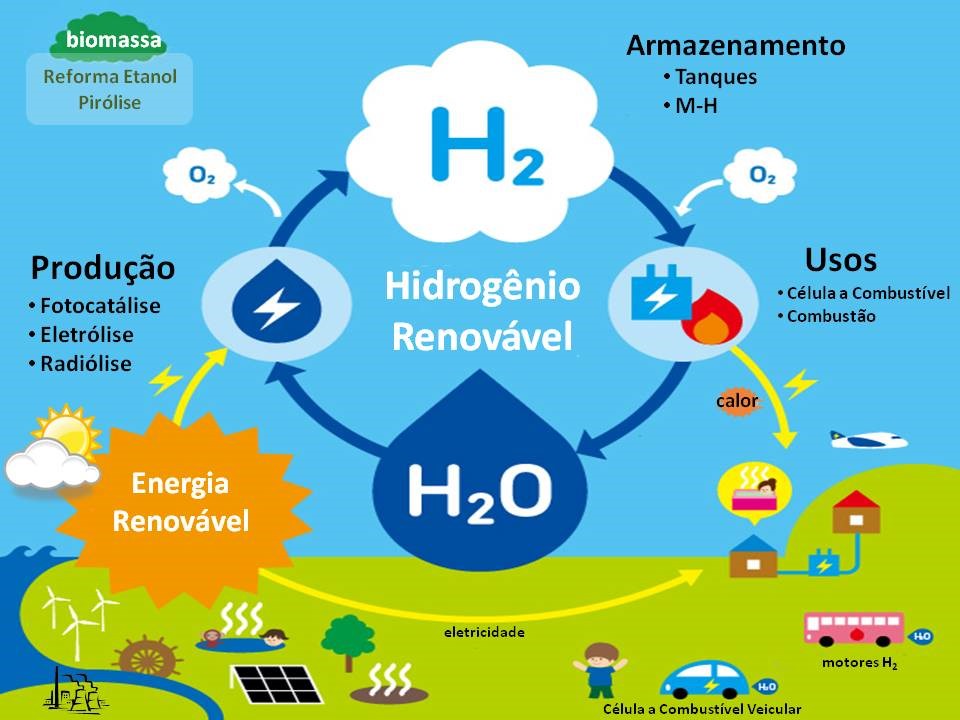 biomassa
Reforma Etanol
Pirólise
H₂
Armazenamento
• Tanques
• M-H
O₂
O₂
Produção
• Fotocatálise
• Eletrólise
• Radiólise
Hidrogênio
Renovável
Usos
• Célula a Combustível
• Combustão
calor
Energia
Renovável
H₂O
eletricidade
H₂O
motores H₂
H₂O
Célula a Combustível Veicular